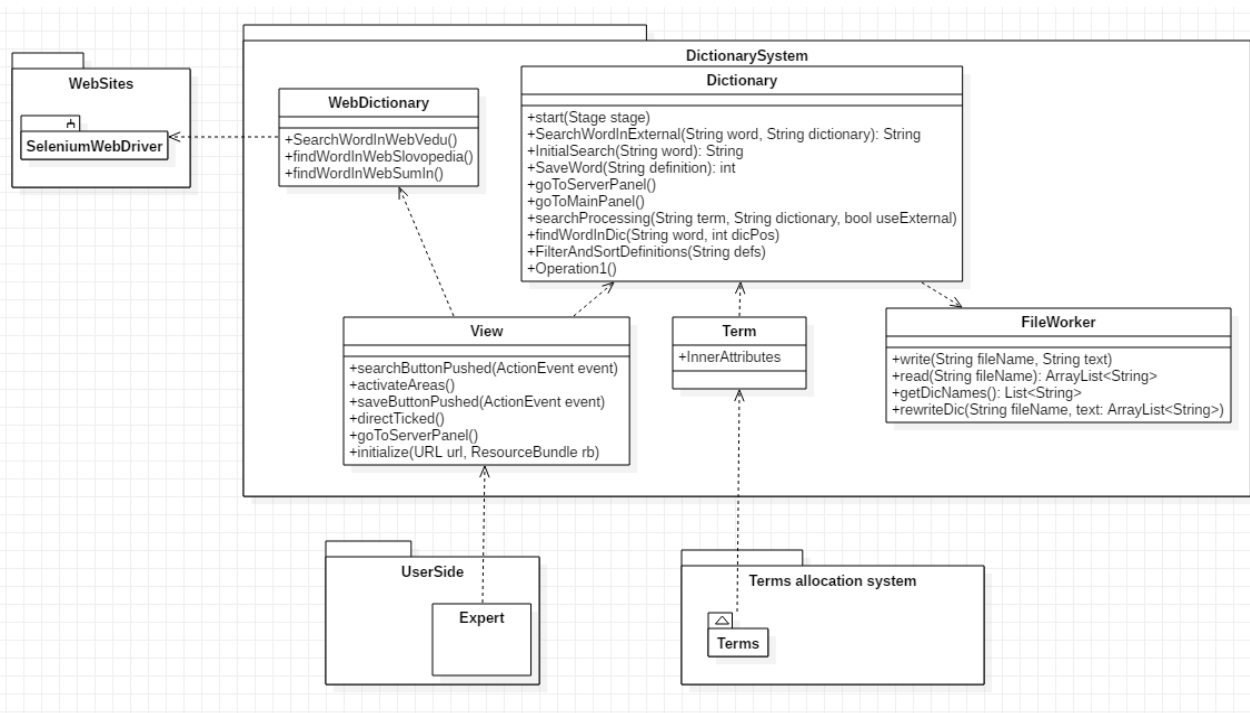 WebSites
SeleniumWebDriver
DictionarySystem
WebDictionary
+SearchWordInWebVedu()
+findWordInWebSlovopedia()
+findWordInWebSumIn()
Dictionary
+start(Stage stage)
+SearchWordInExternal(String word, String dictionary): String
+InitialSearch(String word): String
+SaveWord(String definition): int
+goToServerPanel()
+goToMainPanel()
+searchProcessing(String term, String dictionary, bool useExternal)
+findWordInDic(String word, int dicPos)
+FilterAndSortDefinitions(String defs)
+Operation1()
View
+searchButtonPushed(ActionEvent event)
+activateAreas()
+saveButtonPushed(ActionEvent event)
+directTicked()
+goToServerPanel()
+initialize(URL url, ResourceBundle rb)
Term
+InnerAttributes
FileWorker
+write(String fileName, String text)
+read(String fileName): ArrayList<String>
+getDicNames(): List<String>
+rewriteDic(String fileName, text: ArrayList<String>)
UserSide
Expert
Terms allocation system
Terms